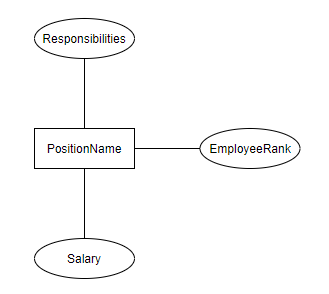 Responsibilities
PositionName
EmployeeRank
Salary